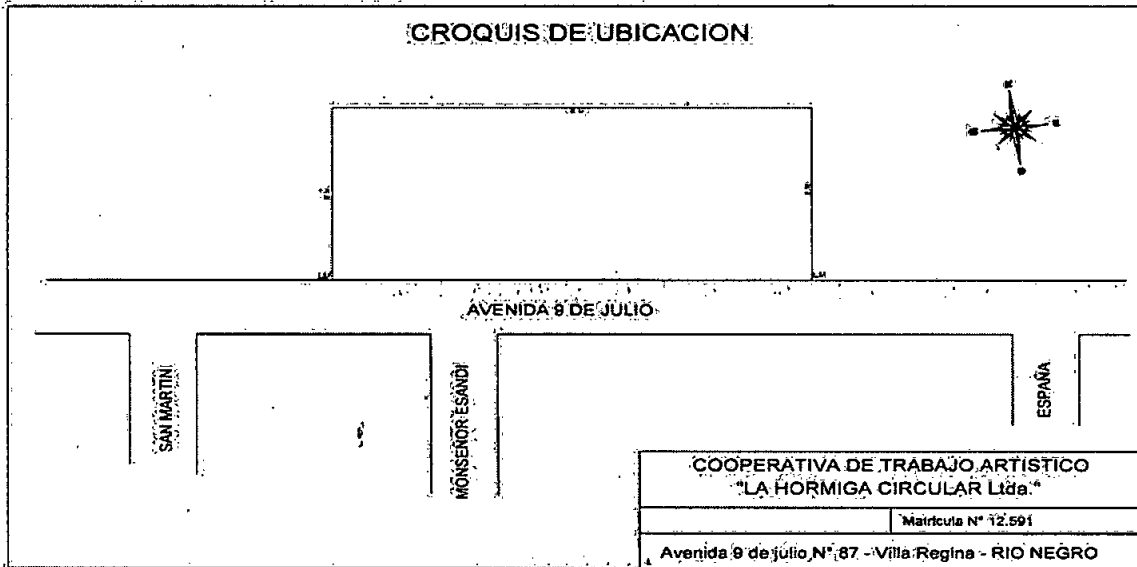 CROQUIS DE UBICACION
AVENIDA 9 DE JULIO
SAN MARTIN
MONSEÑOR ESANDI
ESPAÑA
COOPERATIVA DE TRABAJO ARTISTICO
"LA HORMIGA CIRCULAR Ltda."
Matricula N° 12.591
Avenida 9 de julio N° 87 - Villa Regina - RIO NEGRO